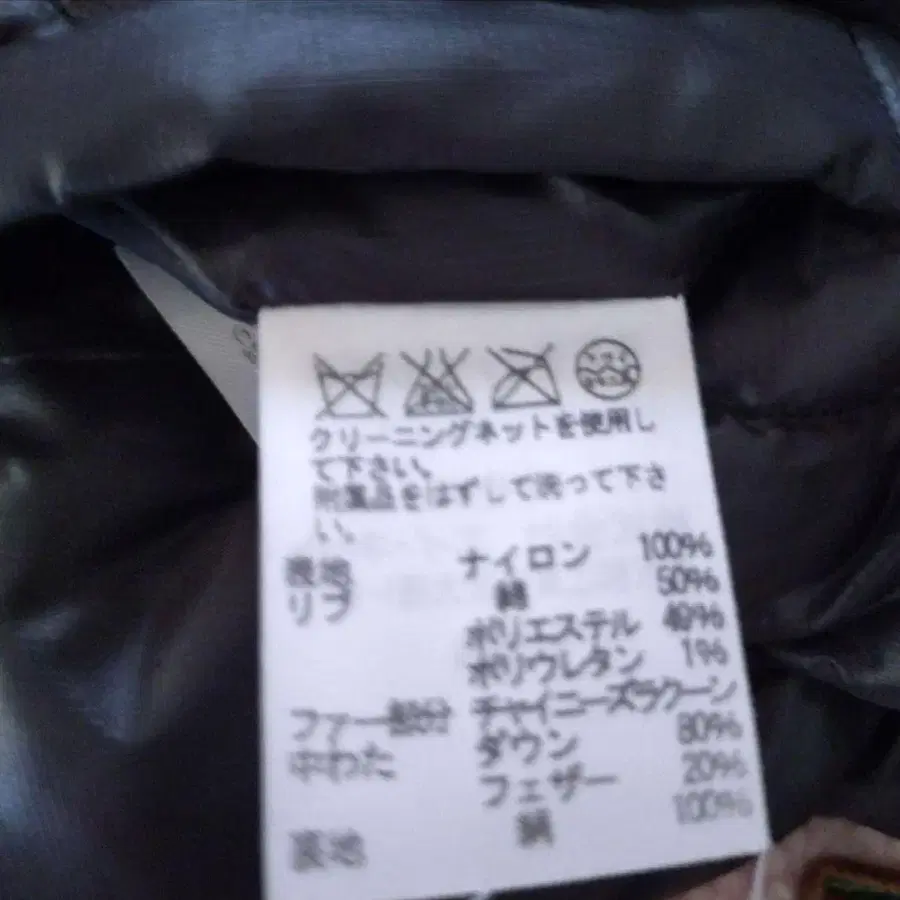 クリーニングネットを使用し
て下さい。
附属品をはずして洗って下さ
い。
表地 ナイロン 100%
リブ 綿 50%
ポリエステル
ポリウレタン 1%
ファー部分 チャイニーズラクーン
中わた ダウン 80%
フェザー 20%
裏地 100%